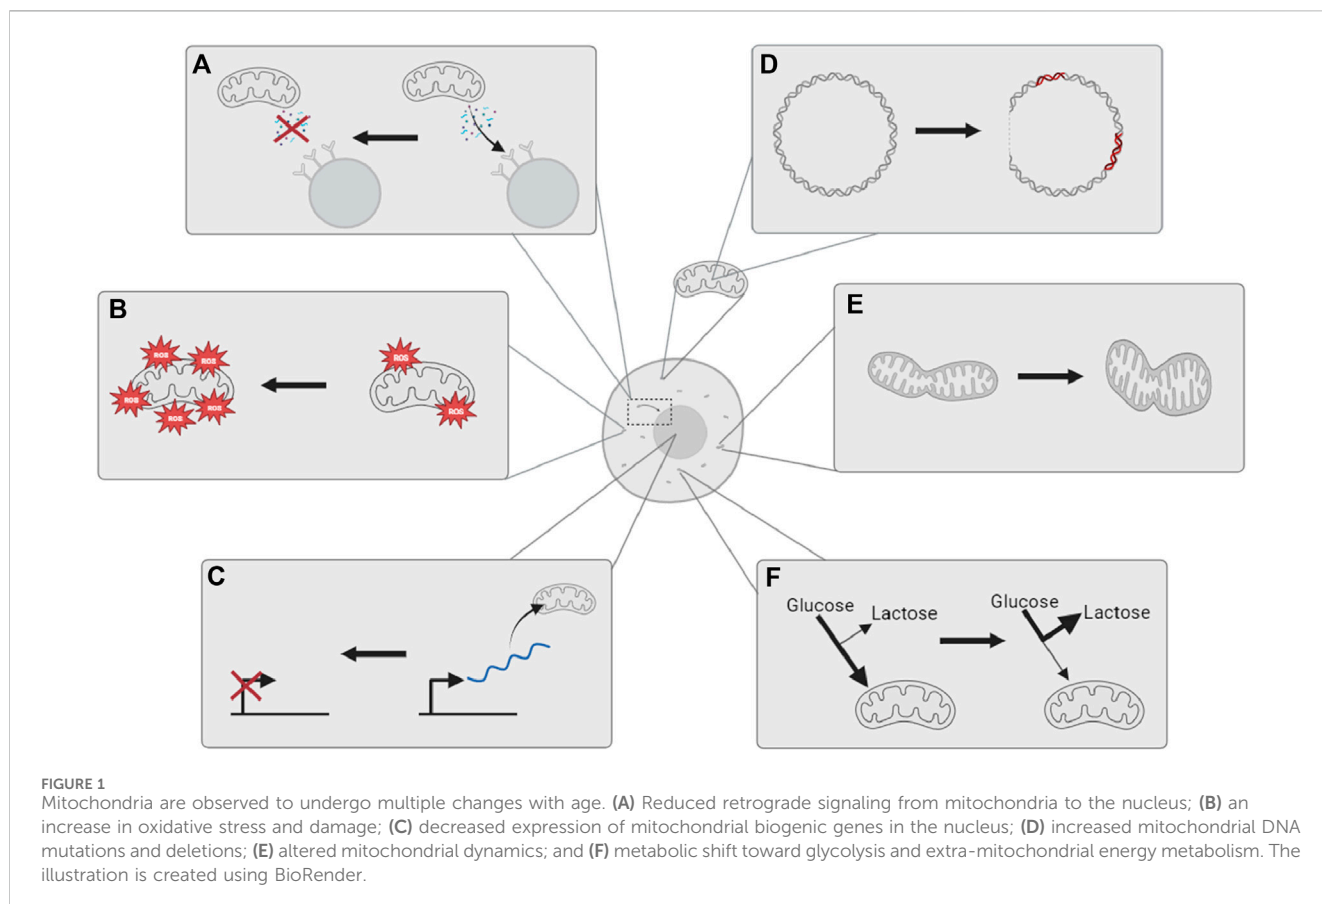 A
D
B
ROS
ROS
ROS
ROS
ROS
ROS
ROS
E
C
F
Glucose
Lactose
Glucose
Lactose
FIGURE 1
Mitochondria are observed to undergo multiple changes with age. (A) Reduced retrograde signaling from mitochondria to the nucleus; (B) an
increase in oxidative stress and damage; (C) decreased expression of mitochondrial biogenic genes in the nucleus; (D) increased mitochondrial DNA
mutations and deletions; (E) altered mitochondrial dynamics; and (F) metabolic shift toward glycolysis and extra-mitochondrial energy metabolism. The
illustration is created using BioRender.